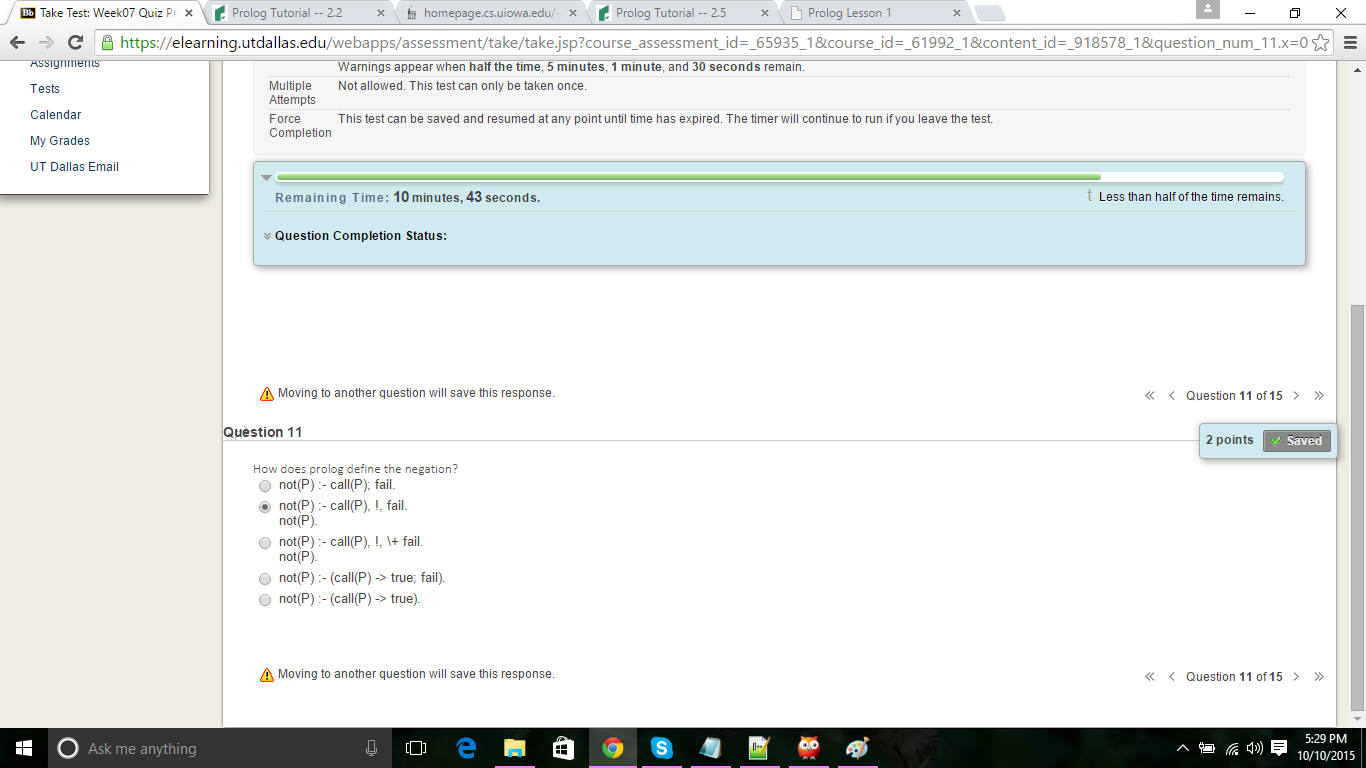 Bb Take Test: Week07 Quiz Pr
Prolog Tutorial -- 2.2
homepage.cs.uiowa.edu/~
Prolog Tutorial -- 2.5
Prolog Lesson 1
https://elearning.utdallas.edu/webapps/assessment/take/take.jsp?course_assessment_id=_65935_1&course_id=_61992_1&content_id=_918578_1&question_num_11.x=0
Assignments
Tests
Calendar
My Grades
UT Dallas Email
Warnings appear when half the time, 5 minutes, 1 minute, and 30 seconds remain.
Multiple Attempts
Not allowed. This test can only be taken once.
Force Completion
This test can be saved and resumed at any point until time has expired. The timer will continue to run if you leave the test.
Remaining Time: 10 minutes, 43 seconds.
t Less than half of the time remains.
Question Completion Status:
Moving to another question will save this response.
Question 11 of 15
Question 11
2 points
Saved
How does prolog define the negation?
not(P) :- call(P); fail.
not(P) :- call(P), !, fail.
not(P).
not(P) :- call(P), !, \+ fail.
not(P).
not(P) :- (call(P) -> true; fail).
not(P) :- (call(P) -> true).
Moving to another question will save this response.
Question 11 of 15
Ask me anything
5:29 PM
10/10/2015